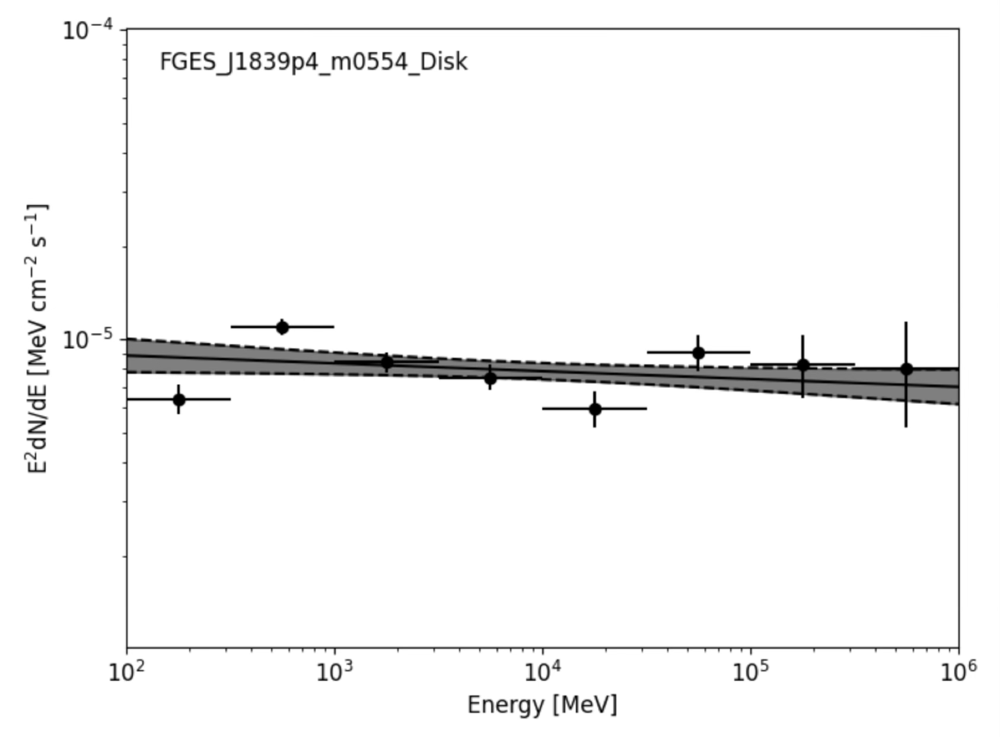 10⁻⁴
FGES_J1839p4_m0554_Disk
E²dN/dE [MeV cm⁻² s⁻¹]
10⁻⁵
10² 10³ 10⁴ 10⁵ 10⁶
Energy [MeV]